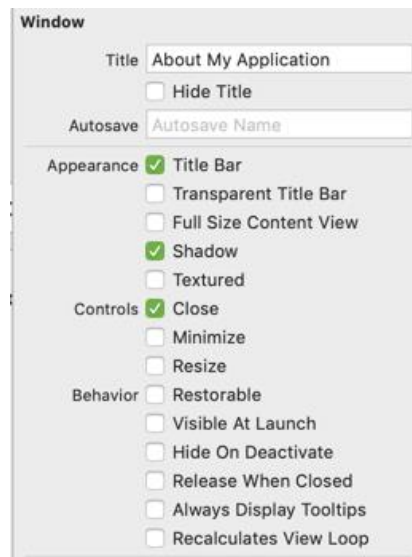 Window
Title About My Application
Hide Title
Autosave Autosave Name
Appearance Title Bar
Transparent Title Bar
Full Size Content View
Shadow
Textured
Controls Close
Minimize
Resize
Behavior Restorable
Visible At Launch
Hide On Deactivate
Release When Closed
Always Display Tooltips
Recalculates View Loop